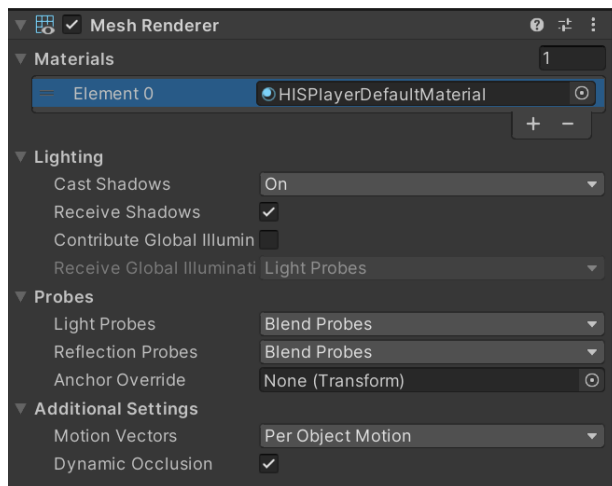 Mesh Renderer
Materials 1
Element 0 HISPlayerDefaultMaterial
+ −
Lighting
Cast Shadows On
Receive Shadows
Contribute Global Illumin
Receive Global Illuminati Light Probes
Probes
Light Probes Blend Probes
Reflection Probes Blend Probes
Anchor Override None (Transform)
Additional Settings
Motion Vectors Per Object Motion
Dynamic Occlusion